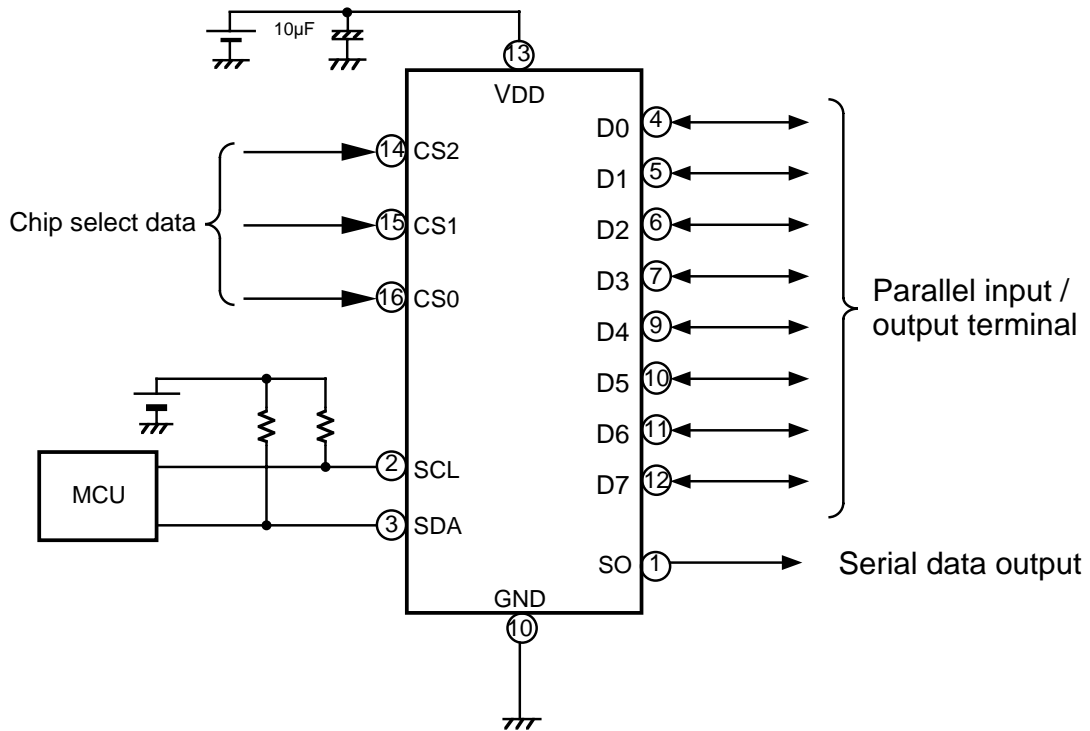 10µF
13
VDD
14 CS2
15 CS1
16 CS0
Chip select data
D0 4
D1 5
D2 6
D3 7
D4 9
D5 10
D6 11
D7 12
Parallel input /
output terminal
MCU
2 SCL
3 SDA
SO 1
Serial data output
GND
10